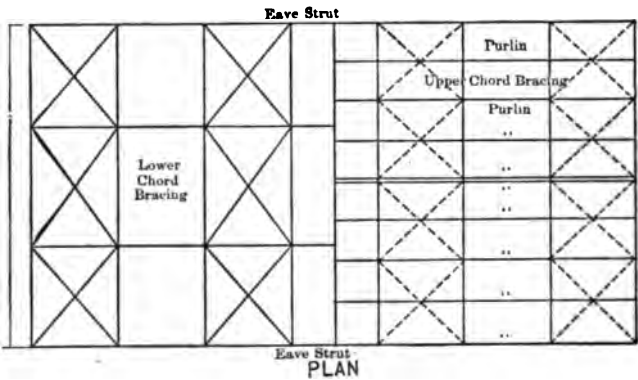 Eave Strut
Purlin
Upper Chord Bracing
Purlin
Lower
Chord
Bracing
,,
,,
,,
,,
,,
,,
,,
Eave Strut
PLAN